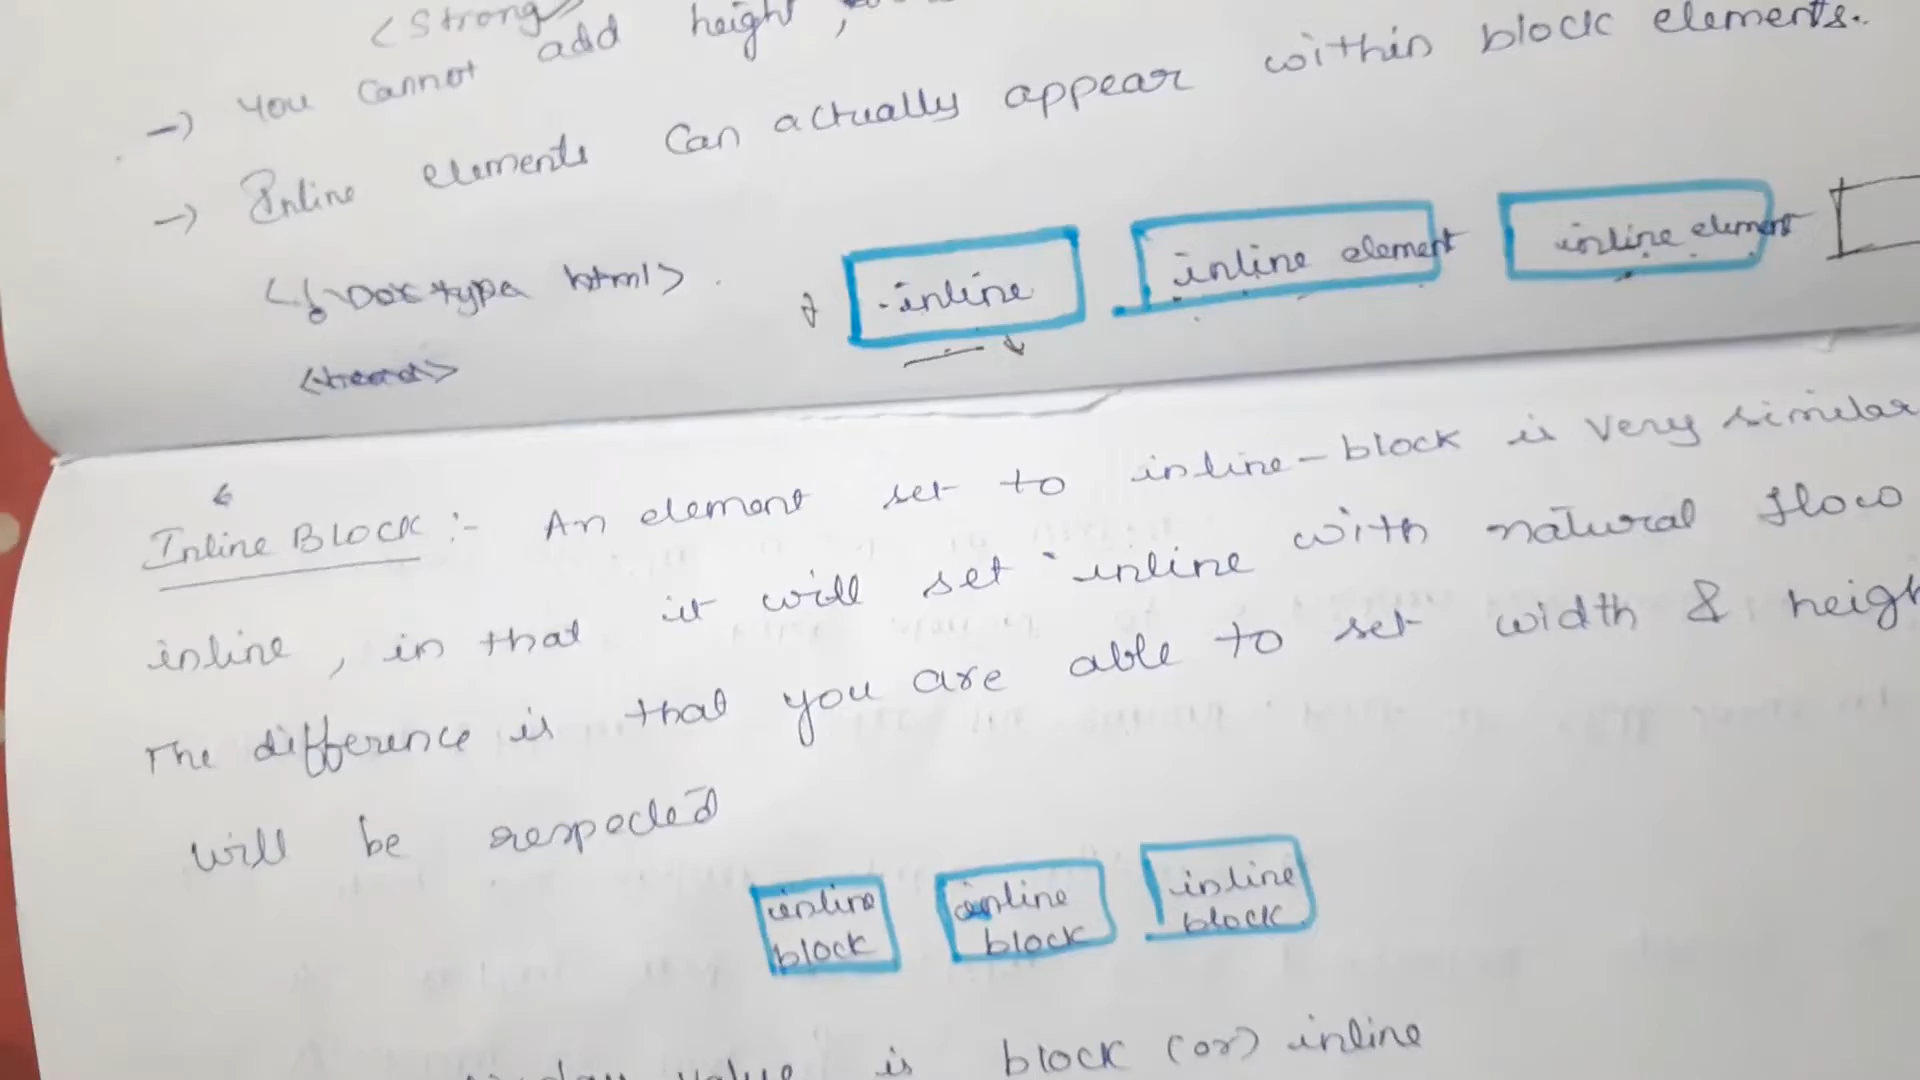 <Strong>
→ You cannot add height,
→ Inline elements can actually appear within block elements.
<!Doctype html>
inline
inline element
inline element
<head>
Inline Block :- An element set to inline-block is very similar
inline, in that it will set inline with natural flow
The difference is that you are able to set width & heigh
will be respected
inline block
inline block
inline block
value is block (or) inline